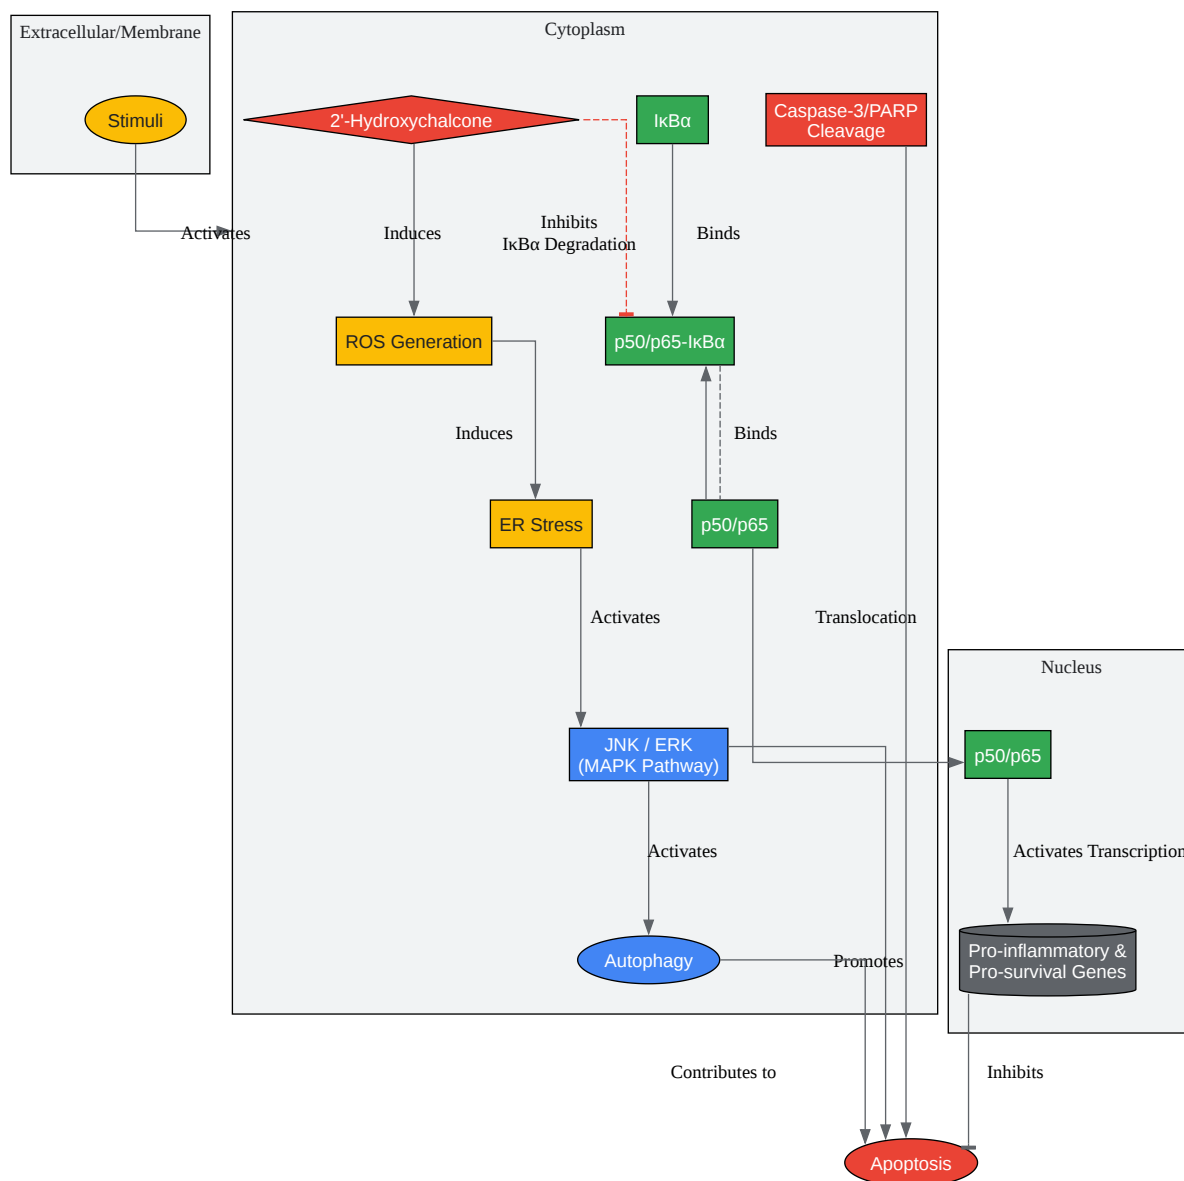 Extracellular/Membrane
Cytoplasm
Stimuli
2'-Hydroxychalcone
IκBα
Caspase-3/PARP
Cleavage
Activates
Induces
Inhibits
IκBα Degradation
Binds
ROS Generation
p50/p65-IκBα
Induces
Binds
ER Stress
p50/p65
Activates
Translocation
Nucleus
JNK / ERK
(MAPK Pathway)
p50/p65
Activates
Activates Transcription
Autophagy
Promotes
Pro-inflammatory &
Pro-survival Genes
Contributes to
Inhibits
Apoptosis